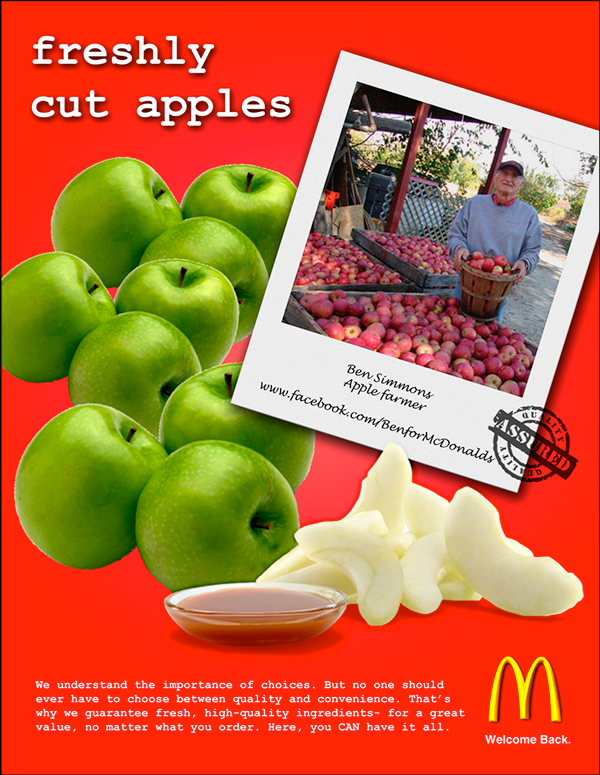 freshly
cut apples
Ben Simmons
Apple farmer
www.facebook.com/BenforMcDonalds
QUALITY
ASSURED
QUALITY
We understand the importance of choices. But no one should
ever have to choose between quality and convenience. That's
why we guarantee fresh, high-quality ingredients- for a great
value, no matter what you order. Here, you CAN have it all.
Welcome Back.